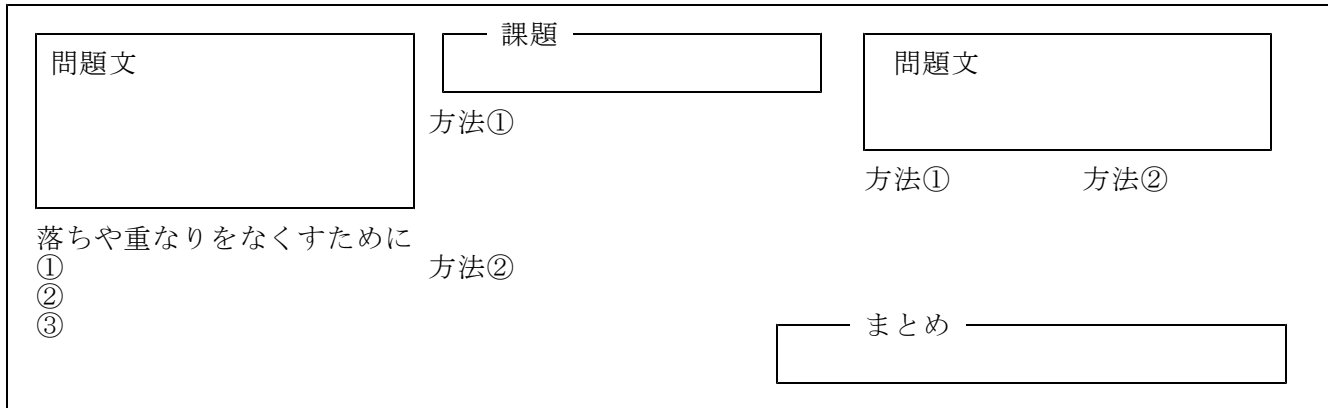 問題文
落ちや重なりをなくすために
①
②
③
課題
方法①
方法②
問題文
方法① 方法②
まとめ